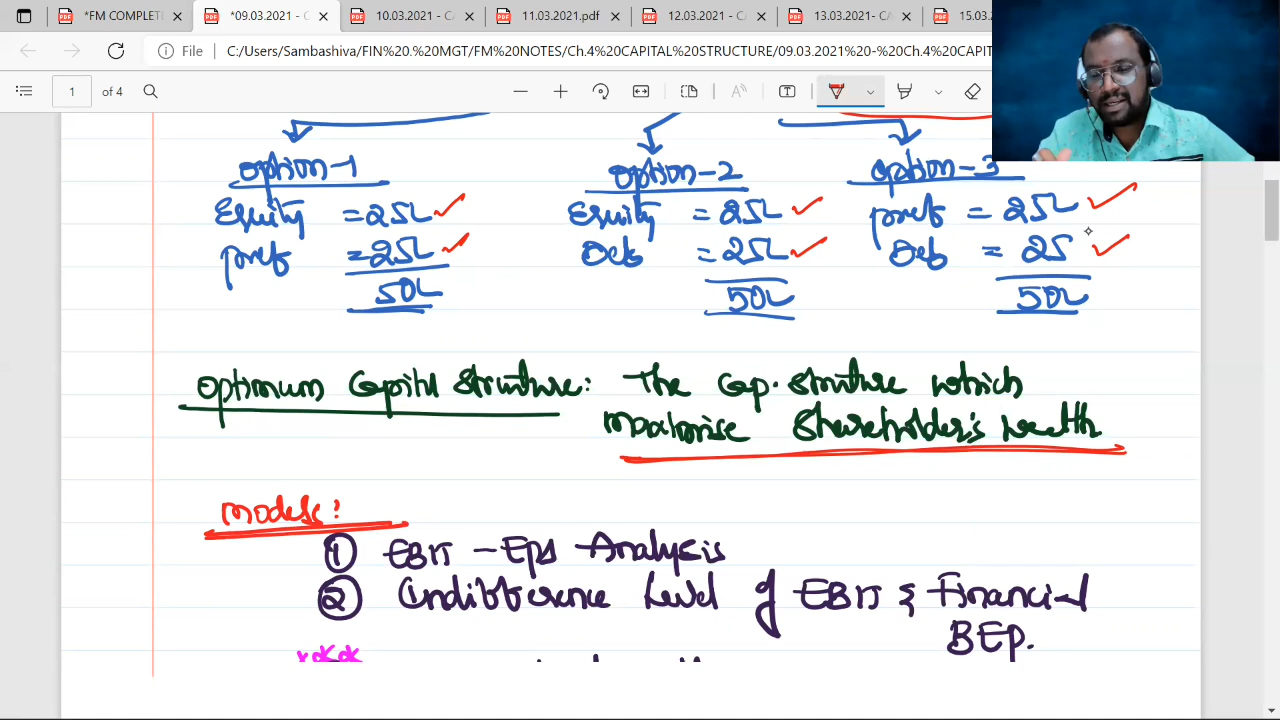 *FM COMPLETE
*09.03.2021 - C
10.03.2021 - CA
11.03.2021.pdf
12.03.2021 - CA
13.03.2021 - CA
15.03
File C:/Users/Sambashiva/FIN%20.%20MGT/FM%20NOTES/Ch.4%20CAPITAL%20STRUCTURE/09.03.2021%20-%20Ch.4%20CAPIT
1 of 4
option-1 option-2 option-3
Equity = 25L Equity = 25L pref = 25L
pref = 25L Deb = 25L Deb = 25
50L 50L 50L
Optimum Capital Structure: The Cap. Structure which
Maximise Shareholder's Wealth
Models:
① EBIT - EPS Analysis
② Indifference Level of EBIT & Financial
BEP.